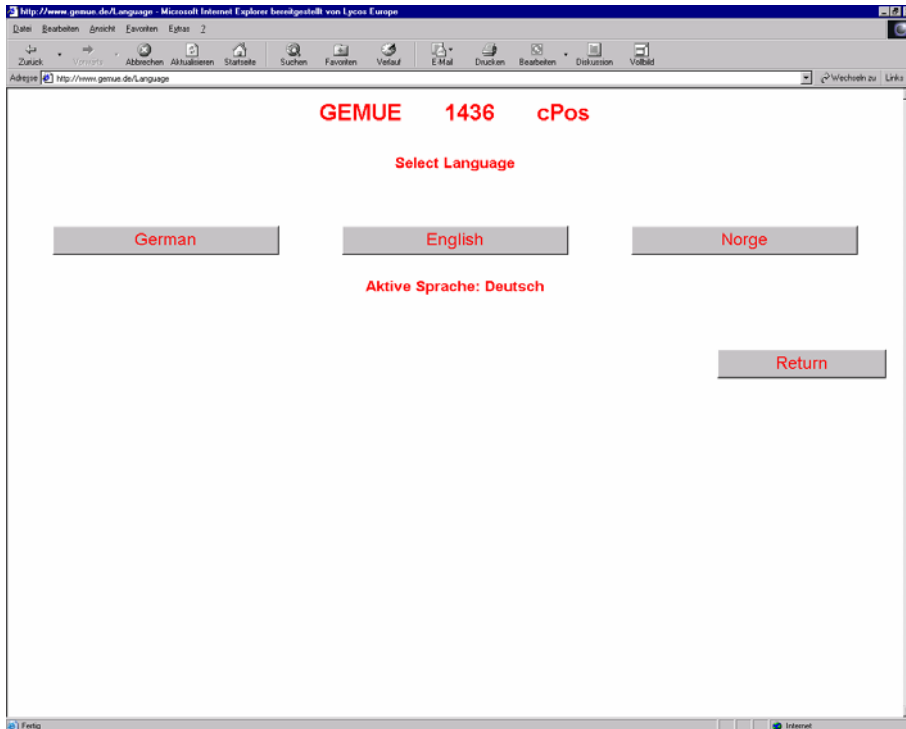 http://www.gemue.de/Language - Microsoft Internet Explorer bereitgestellt von Lycos Europe
Datei Bearbeiten Ansicht Favoriten Extras ?
Zurück Vorwärts Abbrechen Aktualisieren Startseite Suchen Favoriten Verlauf E-Mail Drucken Bearbeiten Diskussion Vollbild
Adresse http://www.gemue.de/Language Wechseln zu Links
GEMUE 1436 cPos
Select Language
German English Norge
Aktive Sprache: Deutsch
Return
Fertig Internet